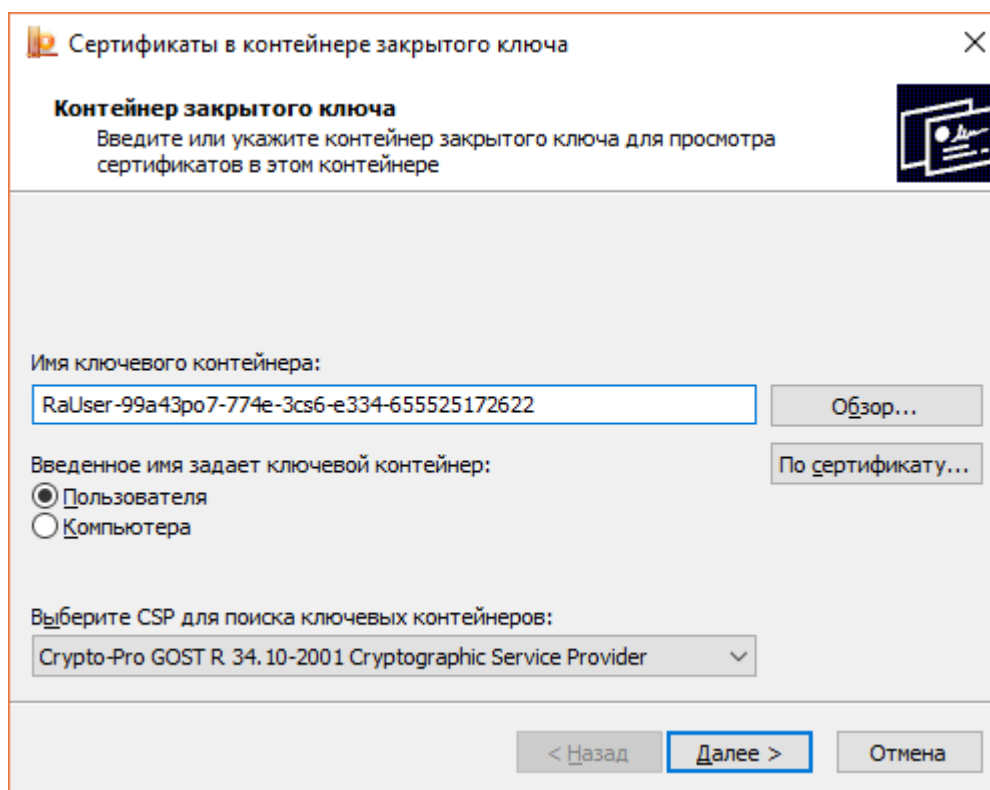 Сертификаты в контейнере закрытого ключа
Контейнер закрытого ключа
Введите или укажите контейнер закрытого ключа для просмотра
сертификатов в этом контейнере
Имя ключевого контейнера:
RaUser-99a43po7-774e-3cs6-e334-655525172622
Обзор...
Введенное имя задает ключевой контейнер:
По сертификату...
Пользователя
Компьютера
Выберите CSP для поиска ключевых контейнеров:
Crypto-Pro GOST R 34.10-2001 Cryptographic Service Provider
< Назад
Далее >
Отмена